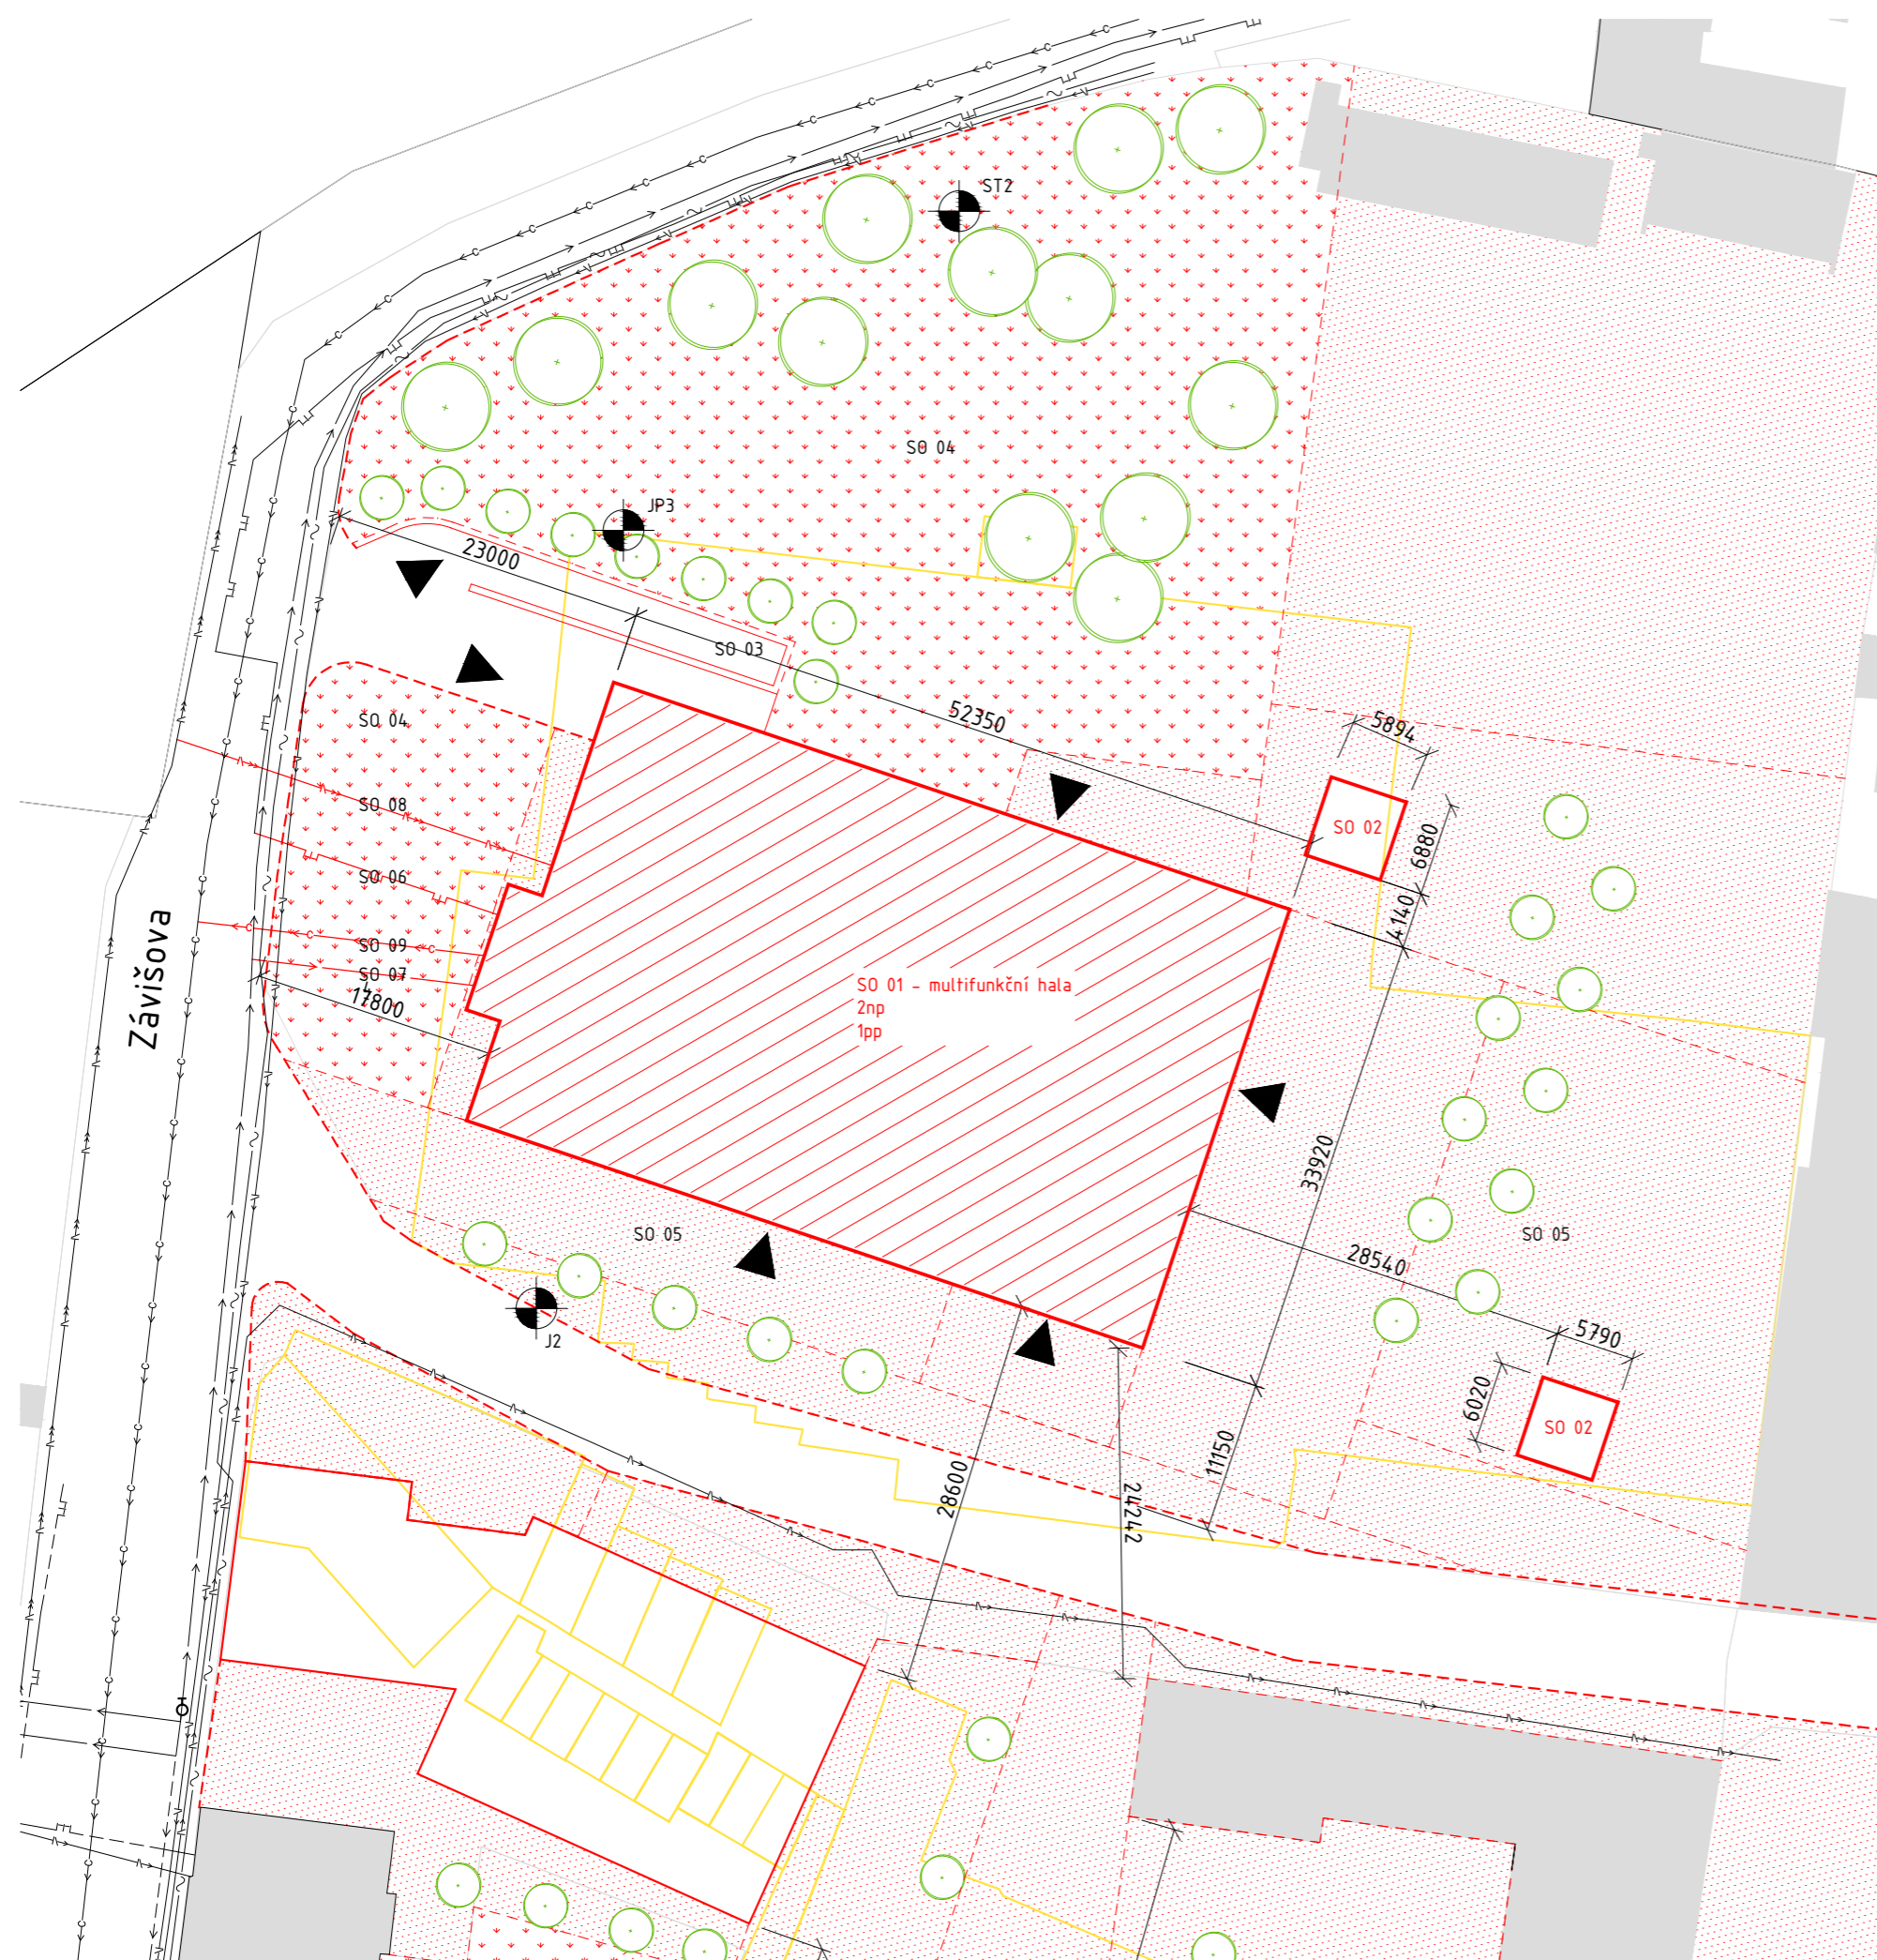 ST2
SO 04
JP3
23000
SO 03
52350
5894
SO 04
SO 02
6880
SO 08
SO 06
4140
SO 09
SO 07
17800
Závišova
SO 01 - multifunkční hala
2np
1pp
33920
SO 05
SO 05
28540
J2
5790
6020
SO 02
11150
28600
24242